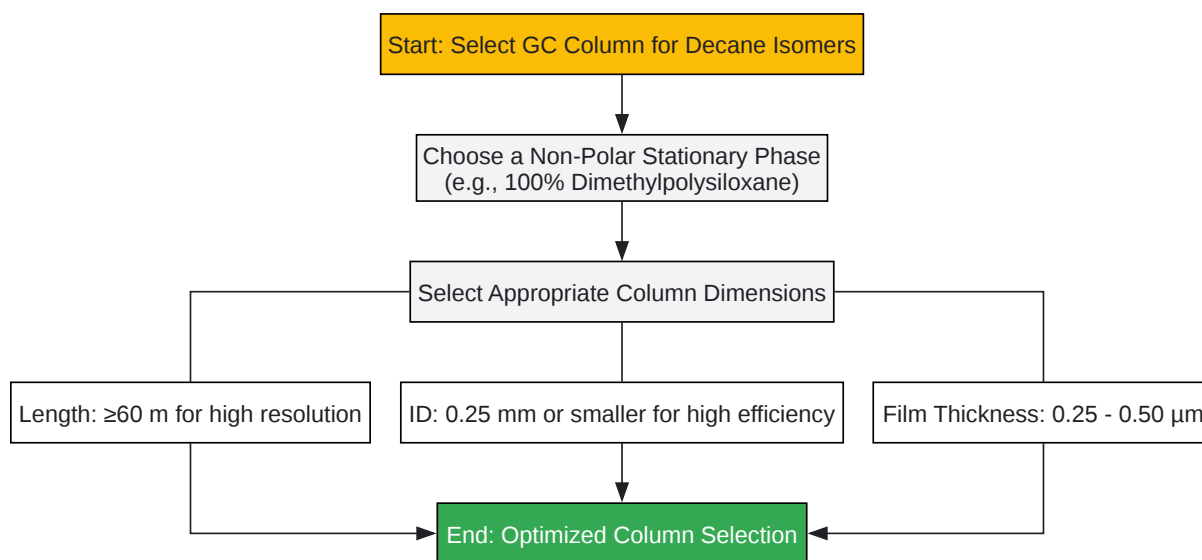 Start: Select GC Column for Decane Isomers
Choose a Non-Polar Stationary Phase
(e.g., 100% Dimethylpolysiloxane)
Select Appropriate Column Dimensions
Length: ≥60 m for high resolution
ID: 0.25 mm or smaller for high efficiency
Film Thickness: 0.25 - 0.50 µm
End: Optimized Column Selection